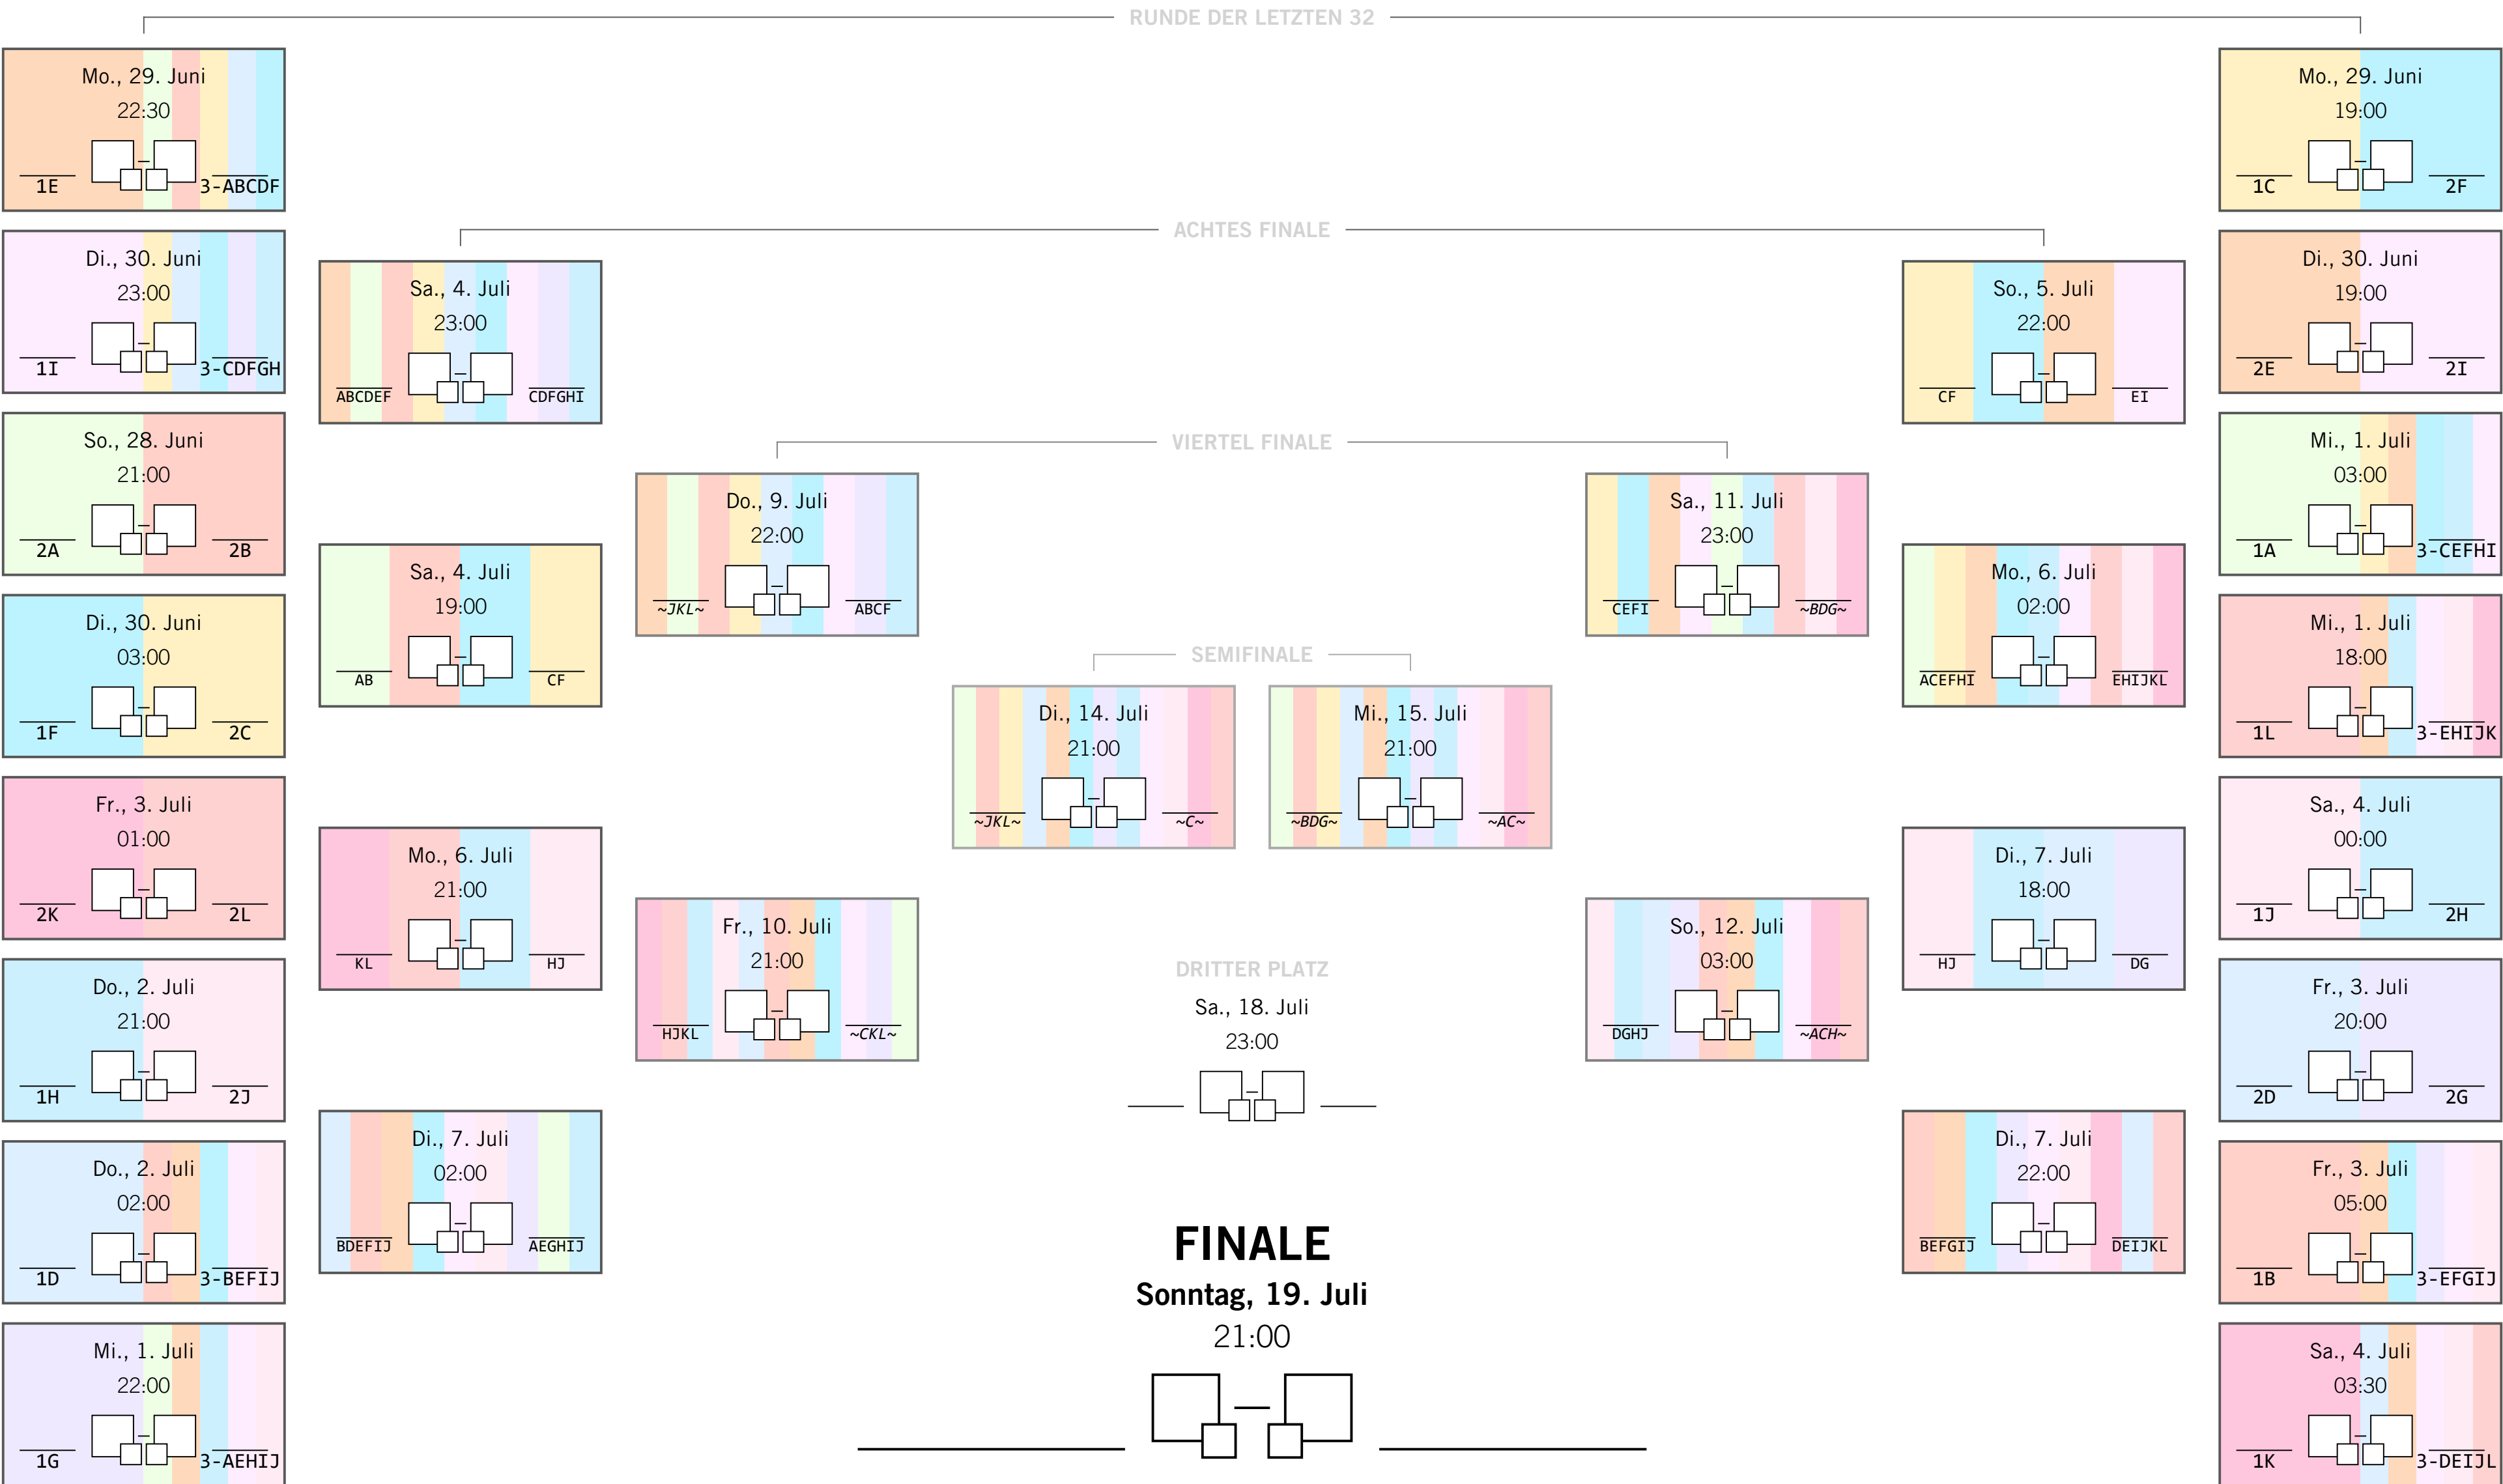 RUNDE DER LETZTEN 32
Mo., 29. Juni
22:30
1E
3-ABCDF
Di., 30. Juni
23:00
1I
3-CDFGH
So., 28. Juni
21:00
2A
2B
Di., 30. Juni
03:00
1F
2C
Fr., 3. Juli
01:00
2K
2L
Do., 2. Juli
21:00
1H
2J
Do., 2. Juli
02:00
1D
3-BEFIJ
Mi., 1. Juli
22:00
1G
3-AEHIJ
ACHTES FINALE
Sa., 4. Juli
23:00
ABCDEF
CDFGHI
Sa., 4. Juli
19:00
AB
CF
Mo., 6. Juli
21:00
KL
HJ
Di., 7. Juli
02:00
BDEFIJ
AEGHIJ
VIERTEL FINALE
Do., 9. Juli
22:00
~JKL~
ABCF
Fr., 10. Juli
21:00
HJKL
~CKL~
SEMIFINALE
Di., 14. Juli
21:00
~JKL~
~C~
Mi., 15. Juli
21:00
~BDG~
~AC~
DRITTER PLATZ
Sa., 18. Juli
23:00
FINALE
Sonntag, 19. Juli
21:00
Sa., 11. Juli
23:00
CEFI
~BDG~
So., 12. Juli
03:00
DGHJ
~ACH~
So., 5. Juli
22:00
CF
EI
Mo., 6. Juli
02:00
ACEFHI
EHIJKL
Di., 7. Juli
18:00
HJ
DG
Di., 7. Juli
22:00
BEFGIJ
DEIJKL
Mo., 29. Juni
19:00
1C
2F
Di., 30. Juni
19:00
2E
2I
Mi., 1. Juli
03:00
1A
3-CEFHI
Mi., 1. Juli
18:00
1L
3-EHIJK
Sa., 4. Juli
00:00
1J
2H
Fr., 3. Juli
20:00
2D
2G
Fr., 3. Juli
05:00
1B
3-EFGIJ
Sa., 4. Juli
03:30
1K
3-DEIJL